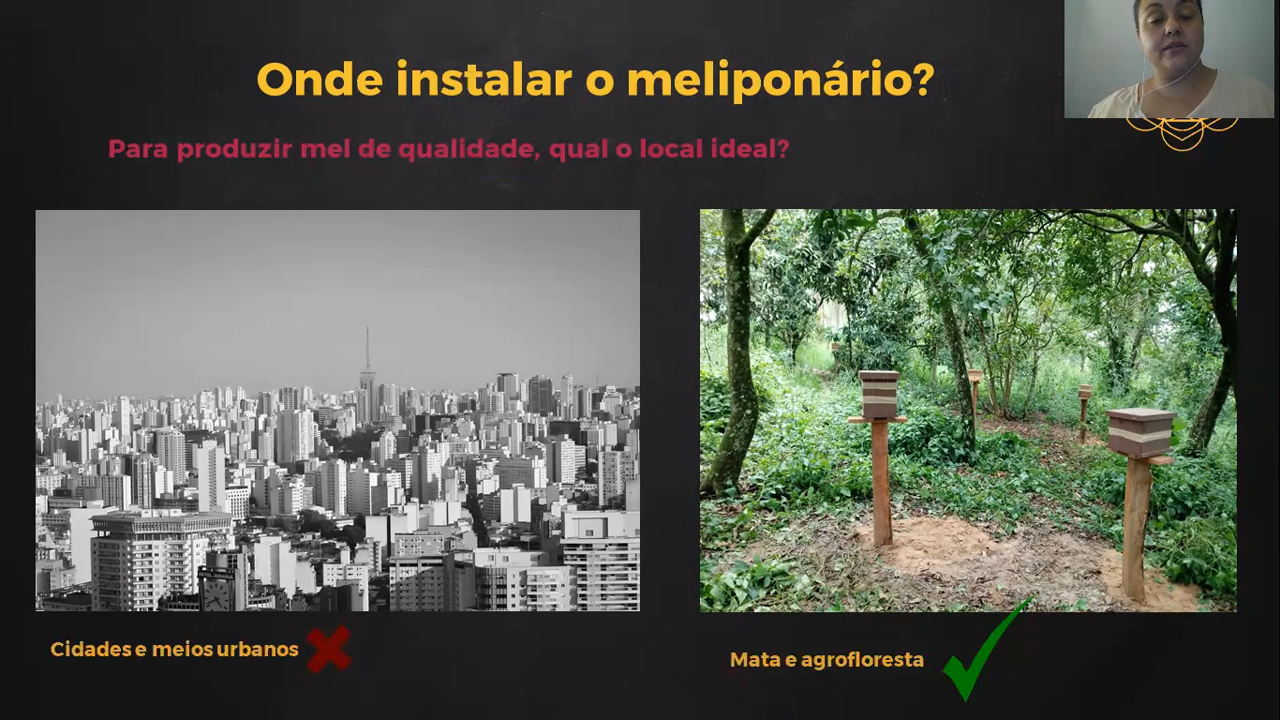 Onde instalar o meliponário?
Para produzir mel de qualidade, qual o local ideal?
Cidades e meios urbanos
Mata e agrofloresta